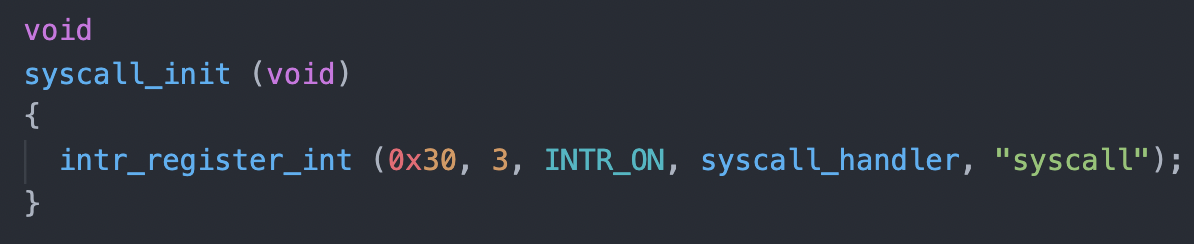 void
syscall_init (void)
{
  intr_register_int (0x30, 3, INTR_ON, syscall_handler, "syscall");
}